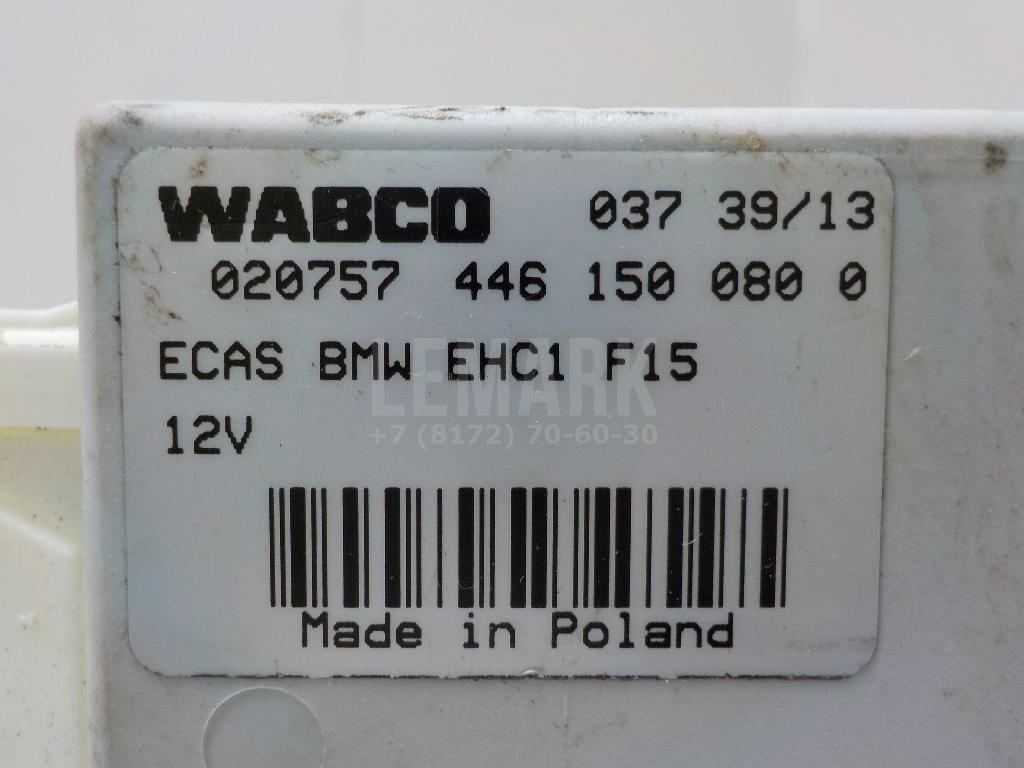 WABCO 037 39/13
020757 446 150 080 0
ECAS BMW EHC1 F15
LEMARK
12V
+7 (8172) 70-60-30
Made in Poland